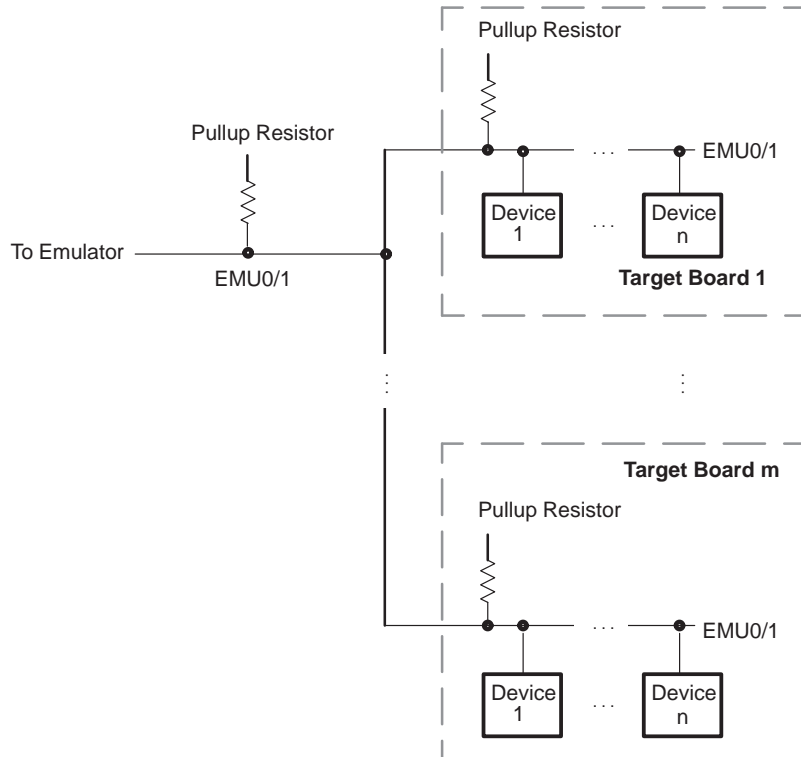 Pullup Resistor
. . .
EMU0/1
Device
1
. . .
Device
n
Target Board 1
Pullup Resistor
To Emulator
EMU0/1
. . .
. . .
Target Board m
Pullup Resistor
. . .
EMU0/1
Device
1
. . .
Device
n